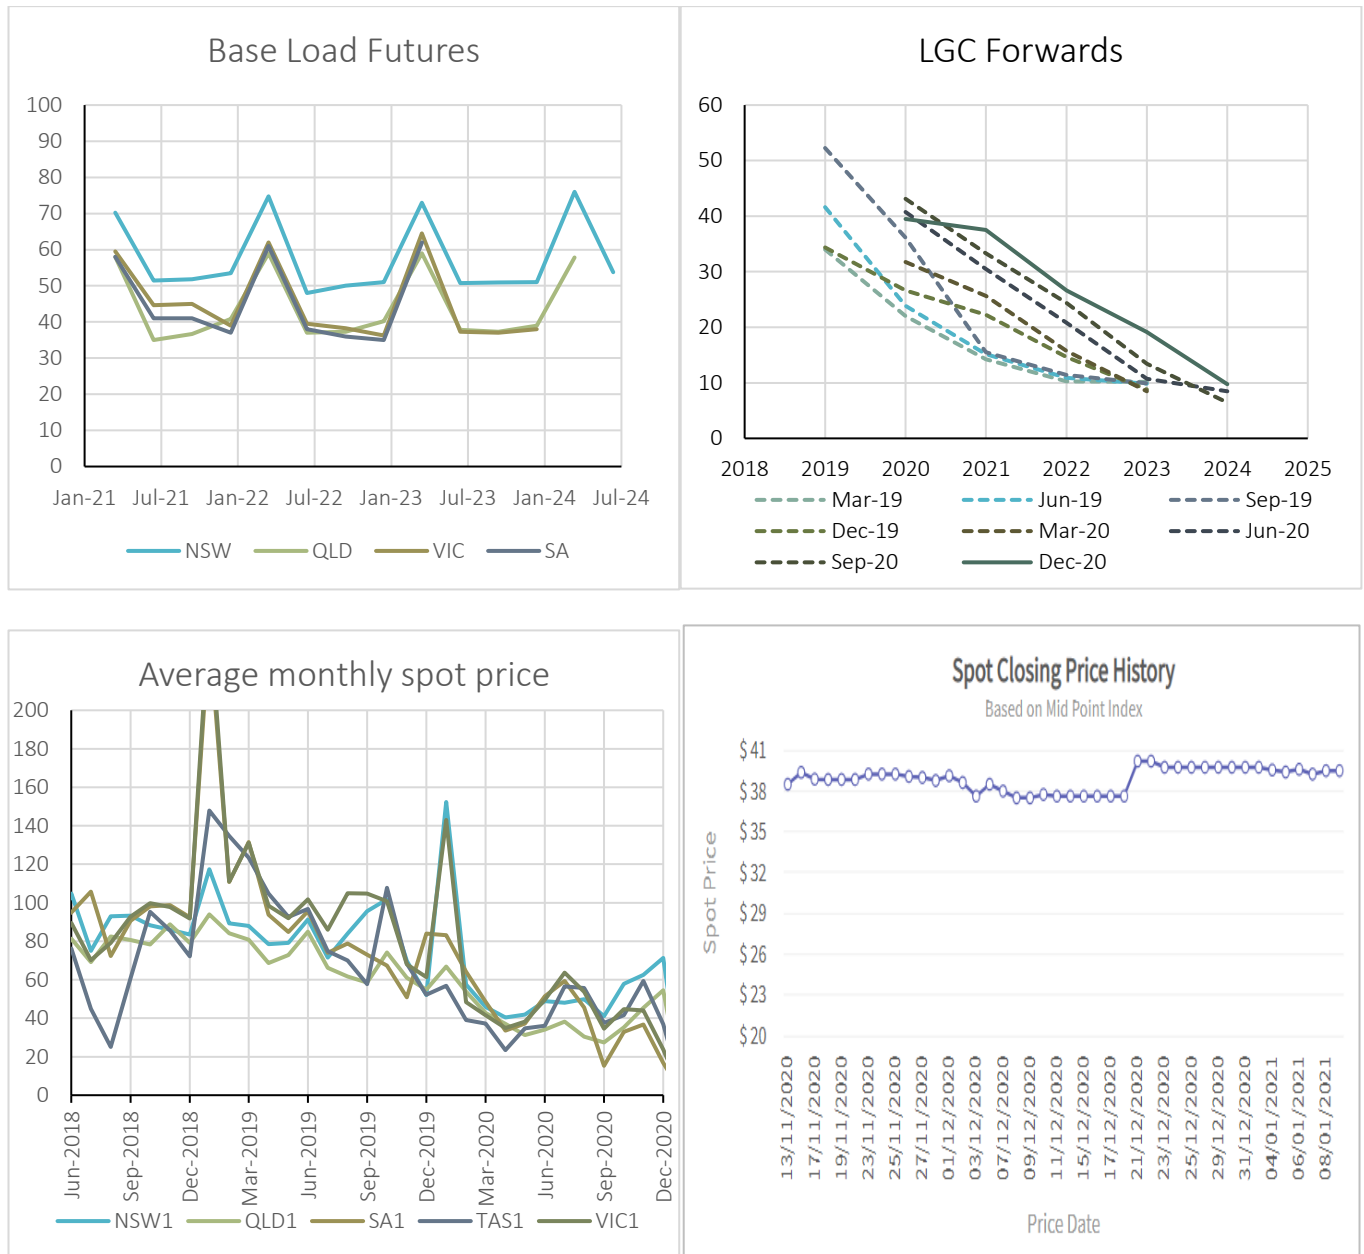 Base Load Futures
100
90
80
70
60
50
40
30
20
10
0
Jan-21 Jul-21 Jan-22 Jul-22 Jan-23 Jul-23 Jan-24 Jul-24
NSW QLD VIC SA
LGC Forwards
60
50
40
30
20
10
0
2018 2019 2020 2021 2022 2023 2024 2025
Mar-19 Jun-19 Sep-19
Dec-19 Mar-20 Jun-20
Sep-20 Dec-20
Average monthly spot price
200
180
160
140
120
100
80
60
40
20
0
Jun-2018
Sep-2018
Dec-2018
Mar-2019
Jun-2019
Sep-2019
Dec-2019
Mar-2020
Jun-2020
Sep-2020
Dec-2020
NSW1 QLD1 SA1 TAS1 VIC1
Spot Closing Price History
Based on Mid Point Index
Spot Price
$ 41
$ 38
$ 35
$ 32
$ 29
$ 26
$ 23
$ 20
13/11/2020
17/11/2020
19/11/2020
23/11/2020
25/11/2020
27/11/2020
01/12/2020
03/12/2020
07/12/2020
09/12/2020
11/12/2020
15/12/2020
17/12/2020
21/12/2020
23/12/2020
25/12/2020
29/12/2020
31/12/2020
04/01/2021
06/01/2021
08/01/2021
Price Date